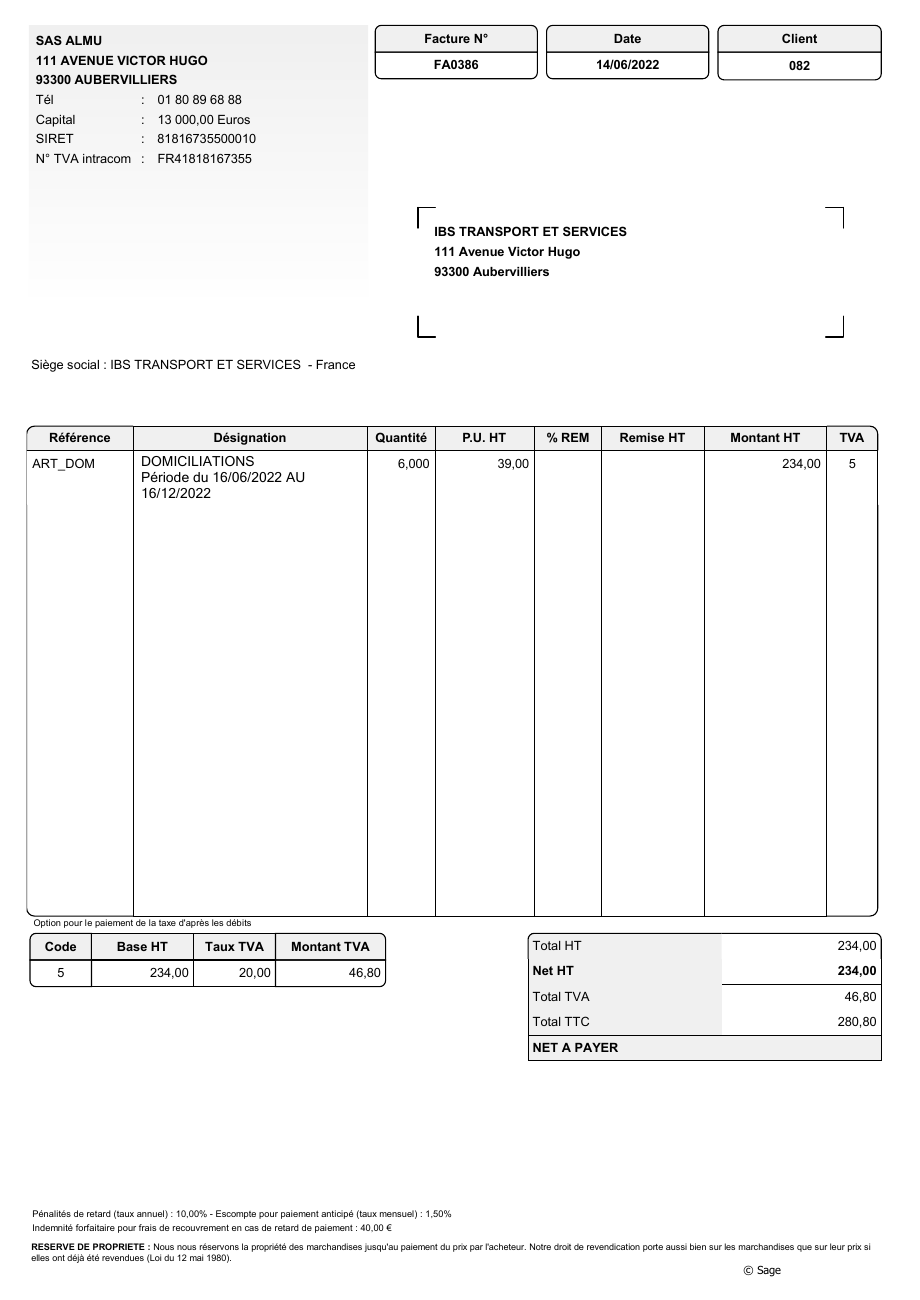 SAS ALMU
111 AVENUE VICTOR HUGO
93300 AUBERVILLIERS
Tél : 01 80 89 68 88
Capital : 13 000,00 Euros
SIRET : 81816735500010
N° TVA intracom : FR41818167355
Facture N° Date Client
FA0386 14/06/2022 082
IBS TRANSPORT ET SERVICES
111 Avenue Victor Hugo
93300 Aubervilliers
Siège social : IBS TRANSPORT ET SERVICES - France
Référence Désignation Quantité P.U. HT % REM Remise HT Montant HT TVA
ART_DOM DOMICILIATIONS 6,000 39,00 234,00 5
Période du 16/06/2022 AU
16/12/2022
Option pour le paiement de la taxe d'après les débits
Code Base HT Taux TVA Montant TVA
5 234,00 20,00 46,80
Total HT 234,00
Net HT 234,00
Total TVA 46,80
Total TTC 280,80
NET A PAYER
Pénalités de retard (taux annuel) : 10,00% - Escompte pour paiement anticipé (taux mensuel) : 1,50%
Indemnité forfaitaire pour frais de recouvrement en cas de retard de paiement : 40,00 €
RESERVE DE PROPRIETE : Nous nous réservons la propriété des marchandises jusqu'au paiement du prix par l'acheteur. Notre droit de revendication porte aussi bien sur les marchandises que sur leur prix si
elles ont déjà été revendues (Loi du 12 mai 1980).
© Sage